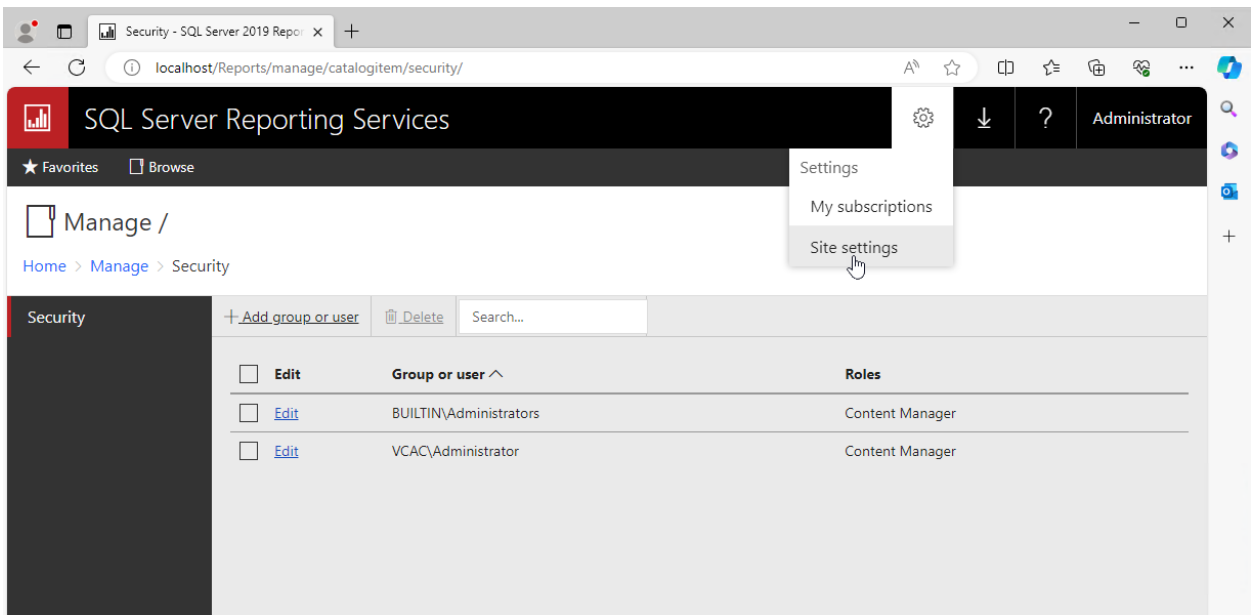 Security - SQL Server 2019 Repor
localhost/Reports/manage/catalogitem/security/
SQL Server Reporting Services
Administrator
Favorites Browse
Settings
My subscriptions
Site settings
Manage /
Home > Manage > Security
Security
Add group or user Delete Search...
Edit Group or user Roles
Edit BUILTIN\Administrators Content Manager
Edit VCAC\Administrator Content Manager